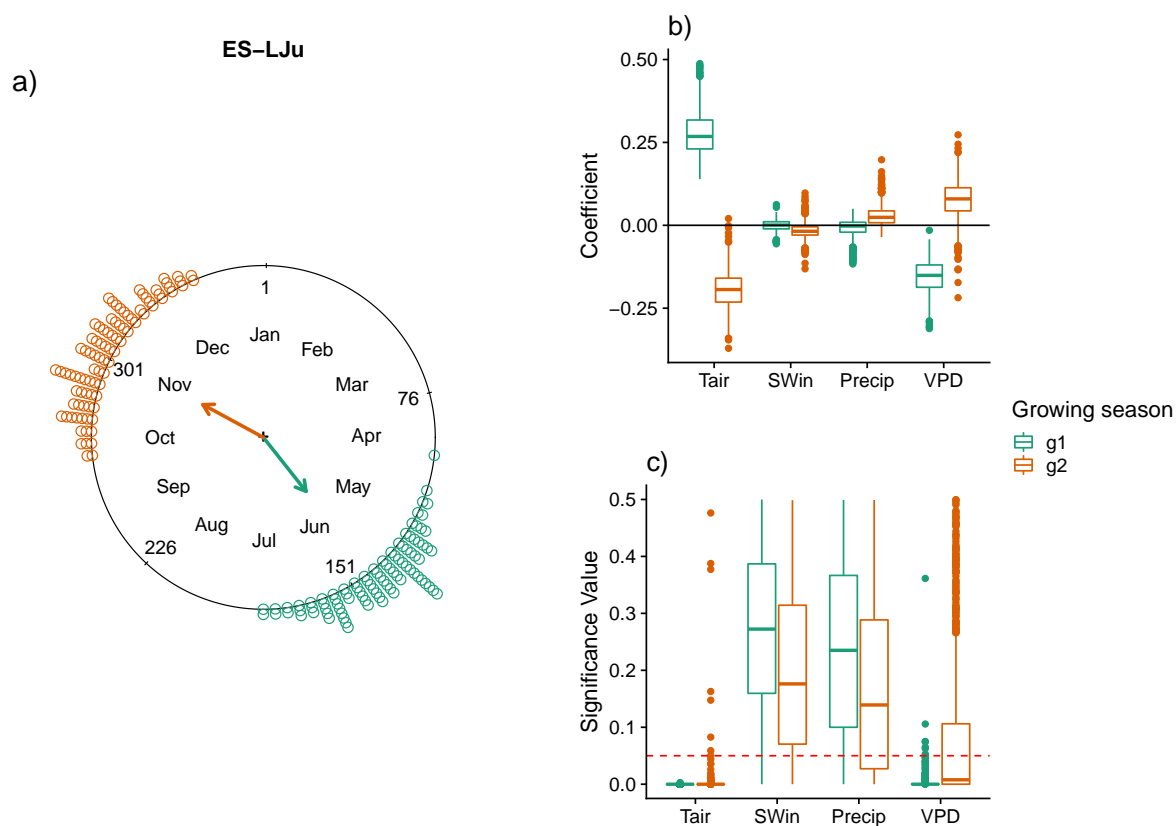 ES−LJu
a)
1
Jan
Feb
Mar
76
Apr
May
Jun
151
Jul
Aug
226
Sep
Oct
Nov
301
Dec
b)
0.50
0.25
0.00
−0.25
Coefficient
Tair SWin Precip VPD
Growing season
g1
g2
c)
0.5
0.4
0.3
0.2
0.1
0.0
Significance Value
Tair SWin Precip VPD